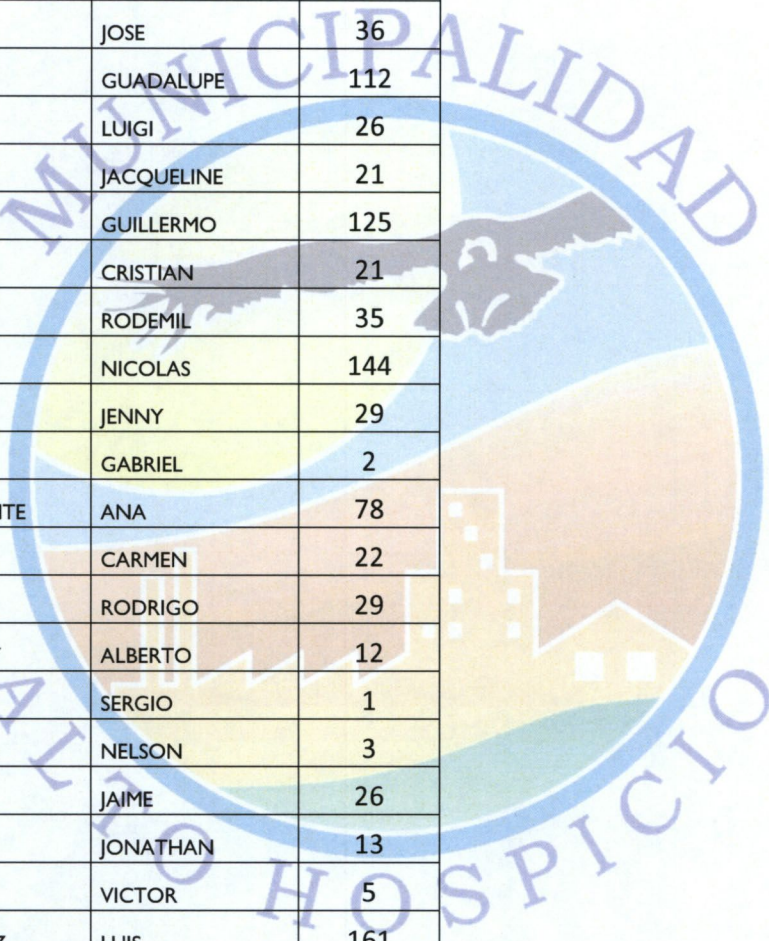 MUNICIPALIDAD
JOSE 36
GUADALUPE 112
LUIGI 26
JACQUELINE 21
GUILLERMO 125
CRISTIAN 21
RODEMIL 35
NICOLAS 144
JENNY 29
GABRIEL 2
ANA 78
CARMEN 22
RODRIGO 29
ALBERTO 12
SERGIO 1
NELSON 3
JAIME 26
JONATHAN 13
VICTOR 5
LUIS 161
ALTO HOSPICIO